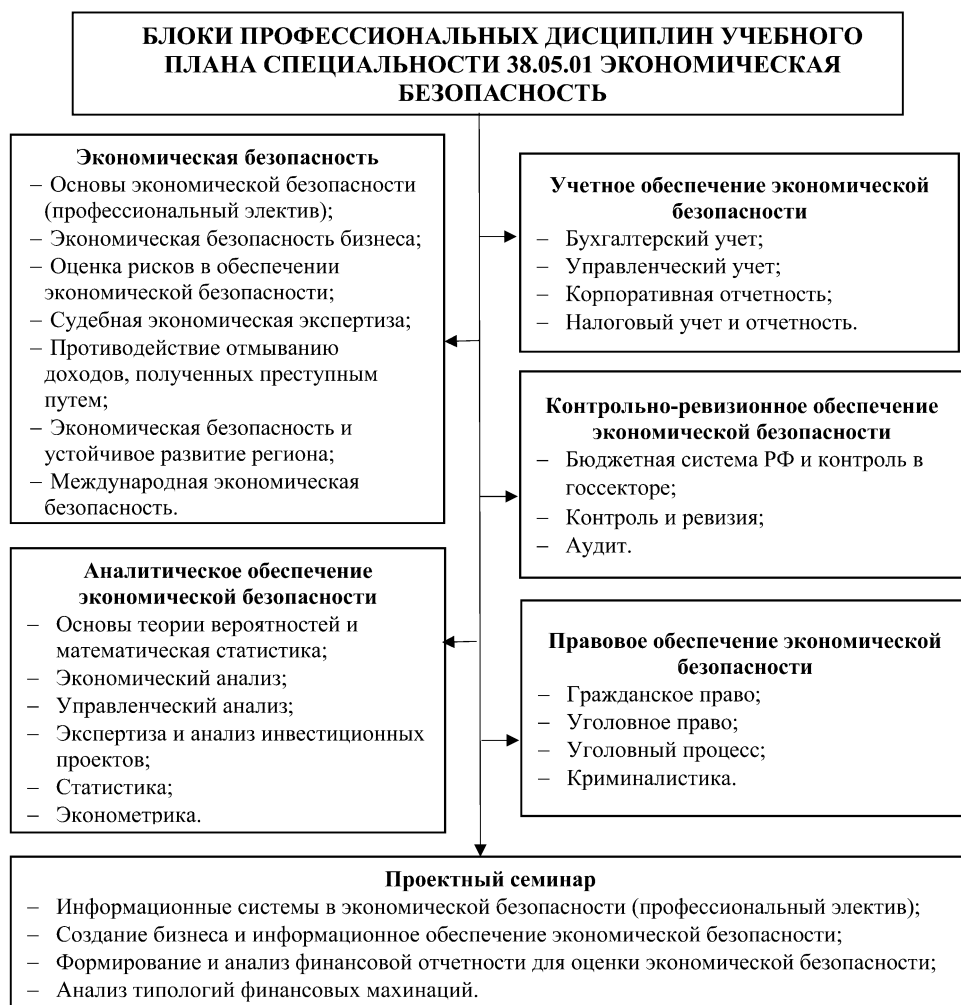 БЛОКИ ПРОФЕССИОНАЛЬНЫХ ДИСЦИПЛИН УЧЕБНОГО
ПЛАНА СПЕЦИАЛЬНОСТИ 38.05.01 ЭКОНОМИЧЕСКАЯ
БЕЗОПАСНОСТЬ
Экономическая безопасность
– Основы экономической безопасности
(профессиональный электив);
– Экономическая безопасность бизнеса;
– Оценка рисков в обеспечении
экономической безопасности;
– Судебная экономическая экспертиза;
– Противодействие отмыванию
доходов, полученных преступным
путем;
– Экономическая безопасность и
устойчивое развитие региона;
– Международная экономическая
безопасность.
Учетное обеспечение экономической
безопасности
– Бухгалтерский учет;
– Управленческий учет;
– Корпоративная отчетность;
– Налоговый учет и отчетность.
Контрольно-ревизионное обеспечение
экономической безопасности
– Бюджетная система РФ и контроль в
госсекторе;
– Контроль и ревизия;
– Аудит.
Аналитическое обеспечение
экономической безопасности
– Основы теории вероятностей и
математическая статистика;
– Экономический анализ;
– Управленческий анализ;
– Экспертиза и анализ инвестиционных
проектов;
– Статистика;
– Эконометрика.
Правовое обеспечение экономической
безопасности
– Гражданское право;
– Уголовное право;
– Уголовный процесс;
– Криминалистика.
Проектный семинар
– Информационные системы в экономической безопасности (профессиональный электив);
– Создание бизнеса и информационное обеспечение экономической безопасности;
– Формирование и анализ финансовой отчетности для оценки экономической безопасности;
– Анализ типологий финансовых махинаций.